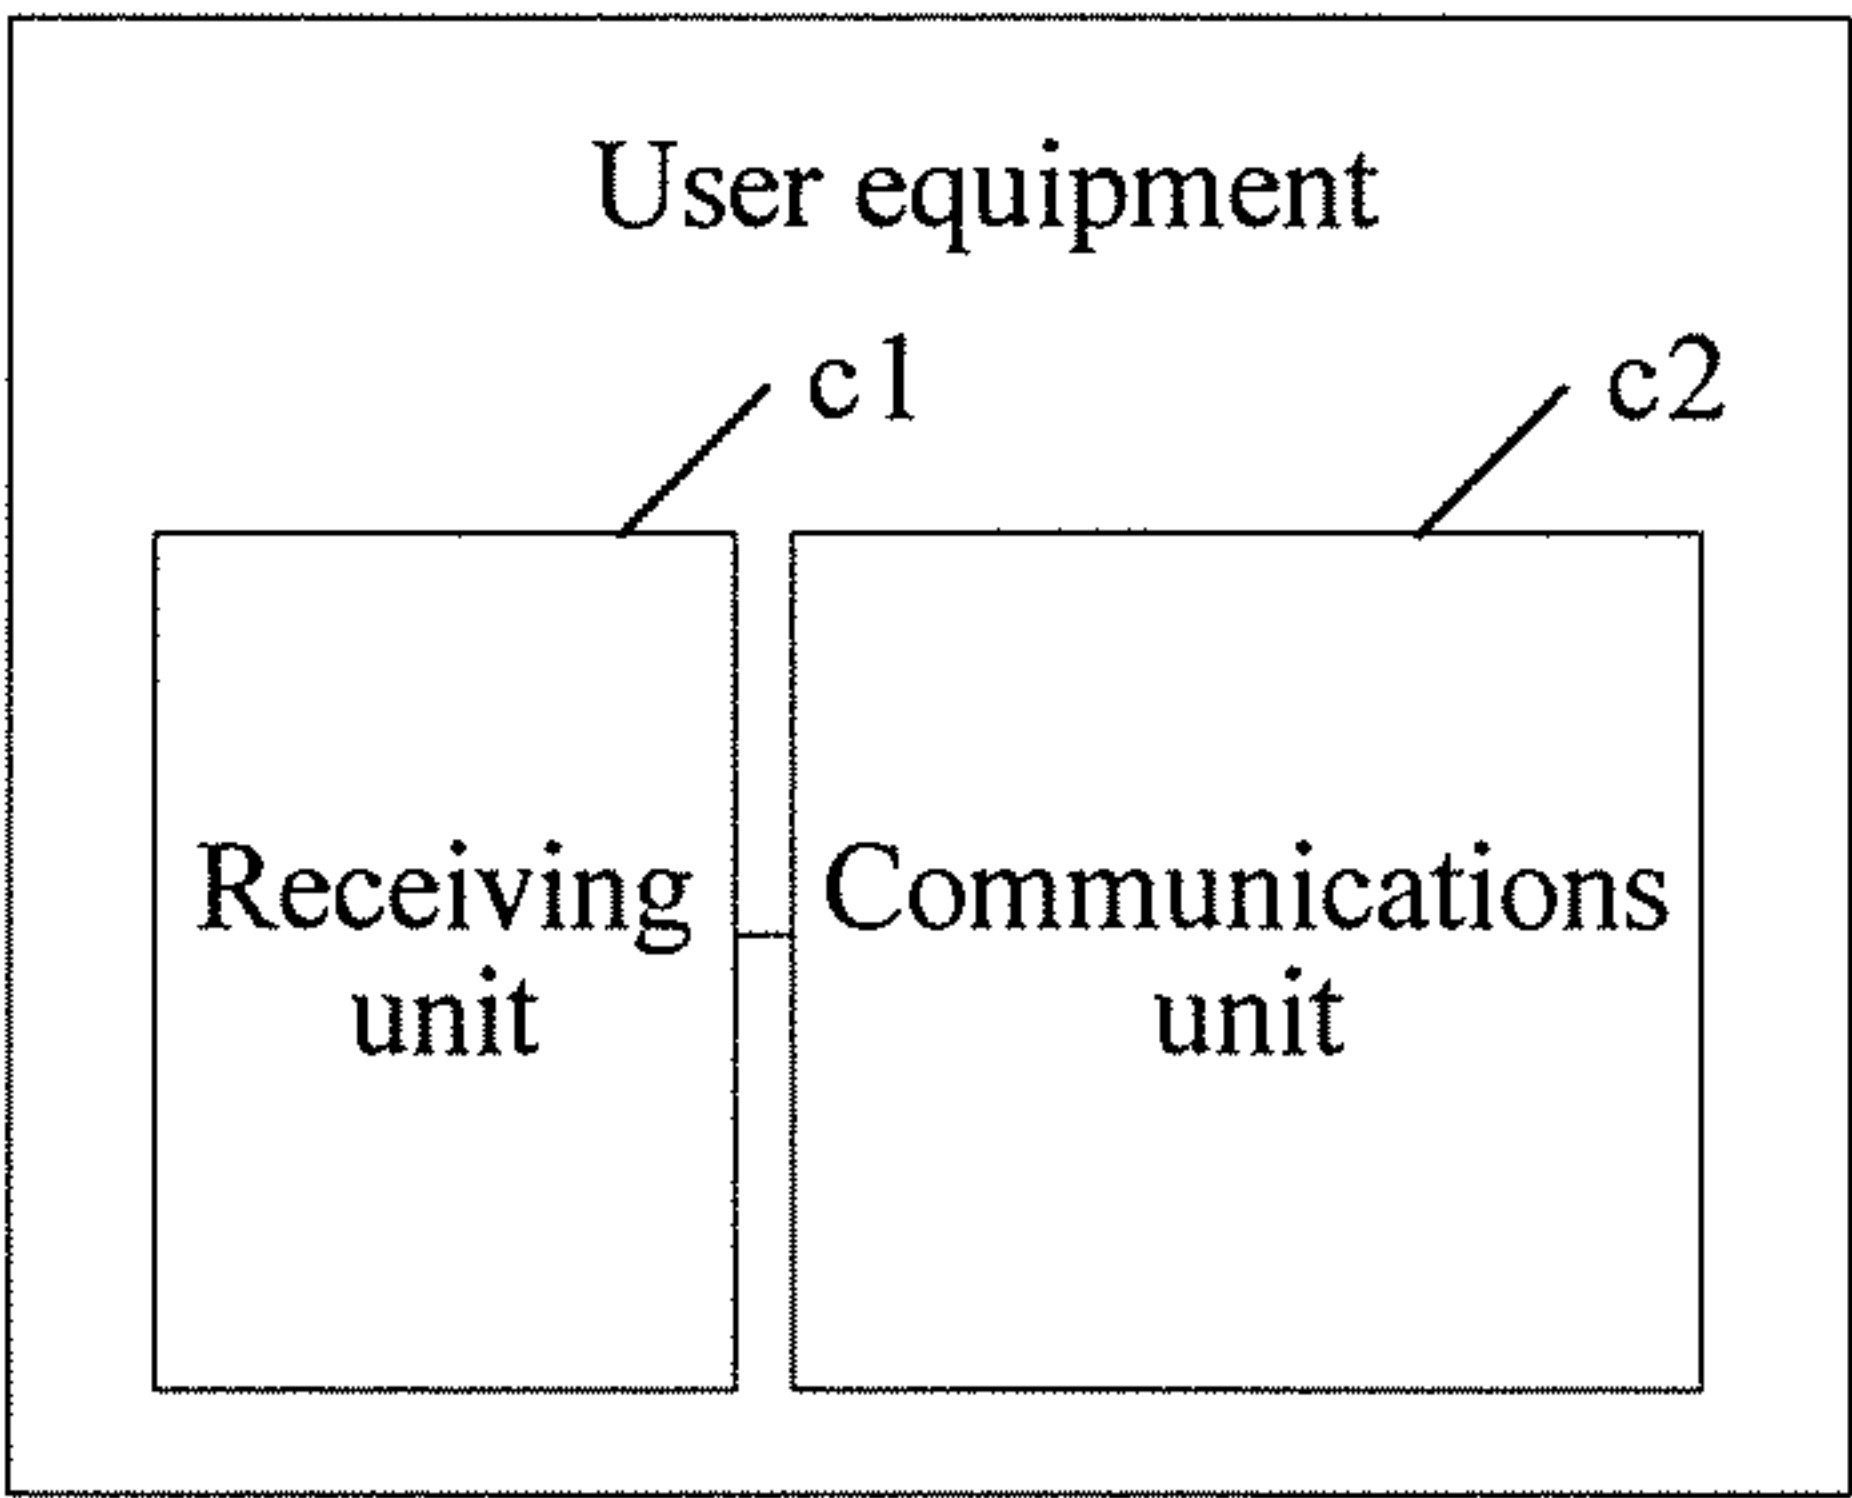 User equipment
c1
c2
Receiving
unit
Communications
unit